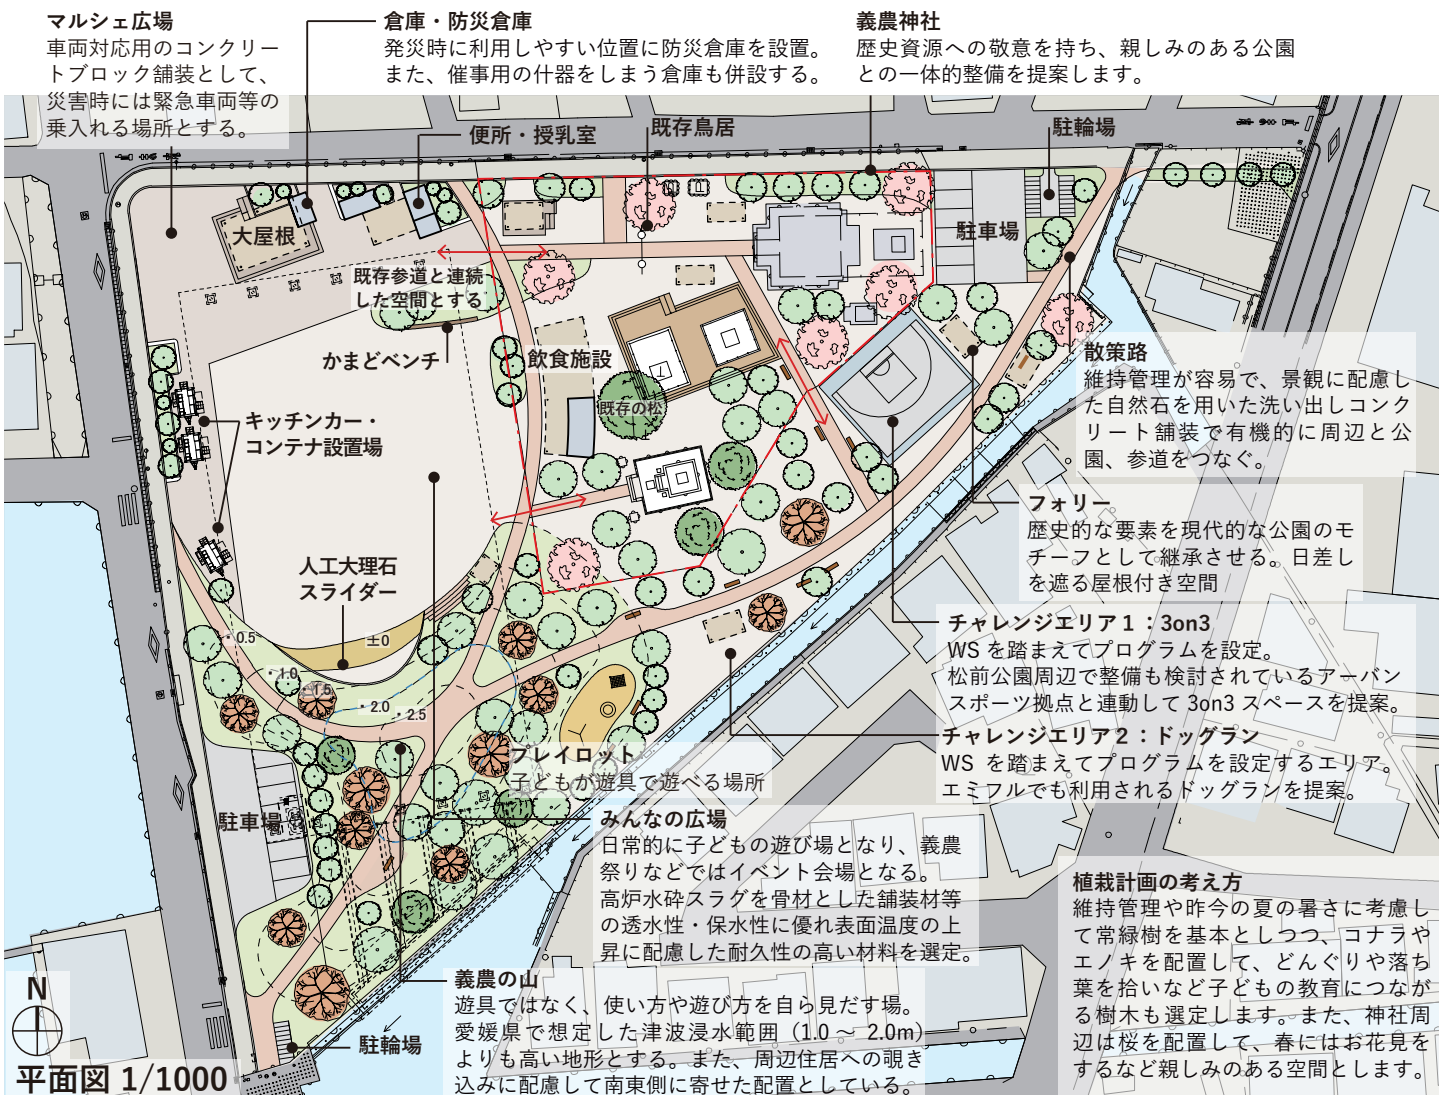 マルシェ広場
車両対応用のコンクリー
トブロック舗装として、
災害時には緊急車両等の
乗入れる場所とする。
倉庫・防災倉庫
発災時に利用しやすい位置に防災倉庫を設置。
また、催事用の什器をしまう倉庫も併設する。
義農神社
歴史資源への敬意を持ち、親しみのある公園
との一体的整備を提案します。
便所・授乳室
既存鳥居
駐輪場
大屋根
駐車場
既存参道と連続
した空間とする
かまどベンチ
飲食施設
既存の松
キッチンカー・
コンテナ設置場
散策路
維持管理が容易で、景観に配慮し
た自然石を用いた洗い出しコンク
リート舗装で有機的に周辺と公
園、参道をつなぐ。
フォリー
歴史的な要素を現代的な公園のモ
チーフとして継承させる。日差し
を遮る屋根付き空間
人工大理石
スライダー
±0
・0.5
・1.0
・1.5
・2.0
・2.5
チャレンジエリア1：3on3
WS を踏まえてプログラムを設定。
松前公園周辺で整備も検討されているアーバン
スポーツ拠点と連動して 3on3 スペースを提案。
チャレンジエリア2：ドッグラン
WS を踏まえてプログラムを設定するエリア。
エミフルでも利用されるドッグランを提案。
プレイロット
子どもが遊具で遊べる場所
駐車場
みんなの広場
日常的に子どもの遊び場となり、義農
祭りなどではイベント会場となる。
高炉水砕スラグを骨材とした舗装材等
の透水性・保水性に優れ表面温度の上
昇に配慮した耐久性の高い材料を選定。
植栽計画の考え方
維持管理や昨今の夏の暑さに考慮し
て常緑樹を基本としつつ、コナラや
エノキを配置して、どんぐりや落ち
葉を拾いなど子どもの教育につなが
る樹木も選定します。また、神社周
辺は桜を配置して、春にはお花見を
するなど親しみのある空間とします。
義農の山
遊具ではなく、使い方や遊び方を自ら見だす場。
愛媛県で想定した津波浸水範囲（1.0 ～ 2.0m）
よりも高い地形とする。また、周辺住居への覗き
込みに配慮して南東側に寄せた配置としている。
駐輪場
N
平面図 1/1000